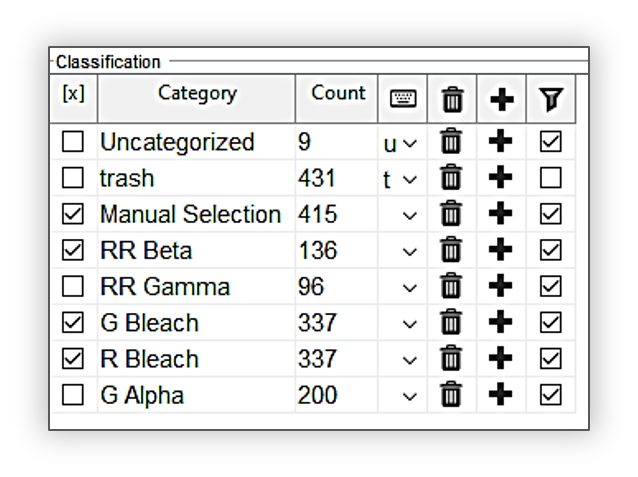 Classification
[x] Category Count
Uncategorized 9 u
trash 431 t
Manual Selection 415
RR Beta 136
RR Gamma 96
G Bleach 337
R Bleach 337
G Alpha 200